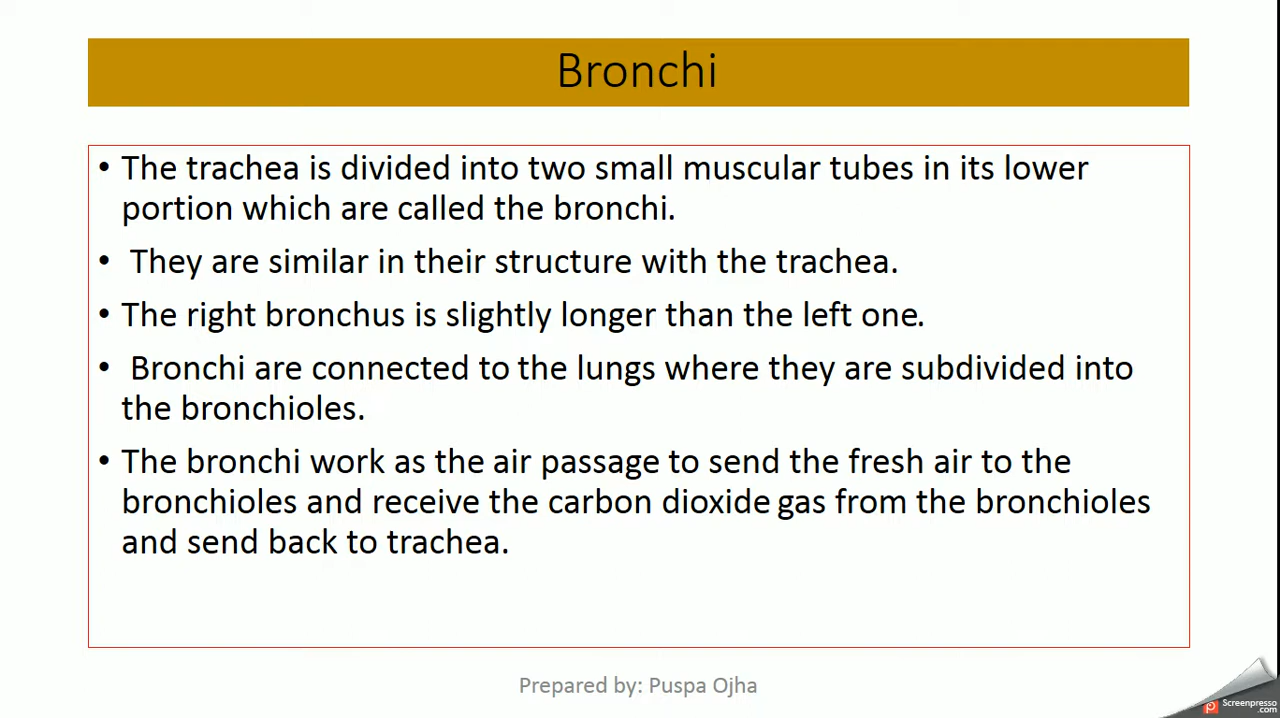 Bronchi
• The trachea is divided into two small muscular tubes in its lower
portion which are called the bronchi.
• They are similar in their structure with the trachea.
• The right bronchus is slightly longer than the left one.
• Bronchi are connected to the lungs where they are subdivided into
the bronchioles.
• The bronchi work as the air passage to send the fresh air to the
bronchioles and receive the carbon dioxide gas from the bronchioles
and send back to trachea.
Prepared by: Puspa Ojha
Screenpresso
.com